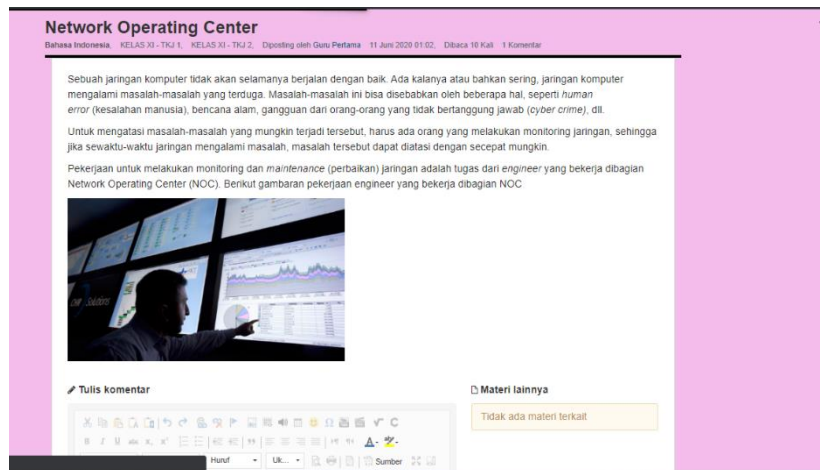 Network Operating Center
Bahasa Indonesia, KELAS XI - TKJ 1, KELAS XI - TKJ 2, Diposting oleh Guru Pertama 11 Juni 2020 01:02, Dibaca 10 Kali 1 Komentar
Sebuah jaringan komputer tidak akan selamanya berjalan dengan baik. Ada kalanya atau bahkan sering, jaringan komputer
mengalami masalah-masalah yang terduga. Masalah-masalah ini bisa disebabkan oleh beberapa hal, seperti human
error (kesalahan manusia), bencana alam, gangguan dari orang-orang yang tidak bertanggung jawab (cyber crime), dll.
Untuk mengatasi masalah-masalah yang mungkin terjadi tersebut, harus ada orang yang melakukan monitoring jaringan, sehingga
jika sewaktu-waktu jaringan mengalami masalah, masalah tersebut dapat diatasi dengan secepat mungkin.
Pekerjaan untuk melakukan monitoring dan maintenance (perbaikan) jaringan adalah tugas dari engineer yang bekerja dibagian
Network Operating Center (NOC). Berikut gambaran pekerjaan engineer yang bekerja dibagian NOC
Solutions
Tulis komentar
Materi lainnya
Tidak ada materi terkait
Huruf
Uk...
Sumber